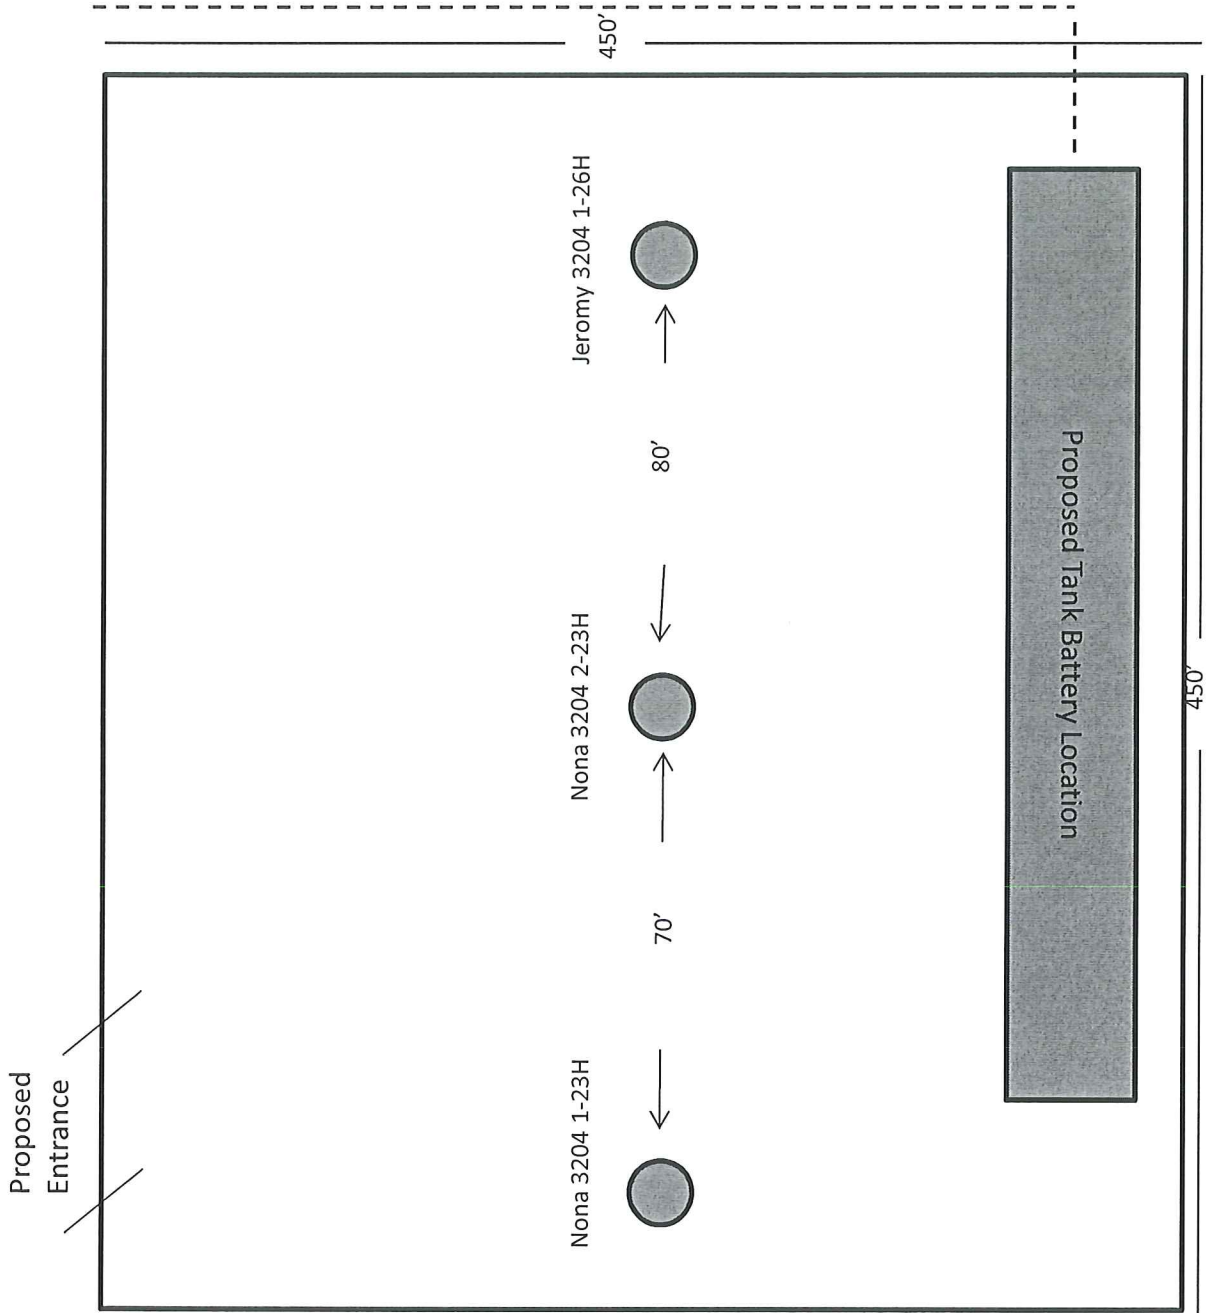 Proposed
Entrance
450’
Nona 3204 1-23H
Nona 3204 2-23H
Jeromy 3204 1-26H
70’
80’
Proposed Tank Battery Location
450’